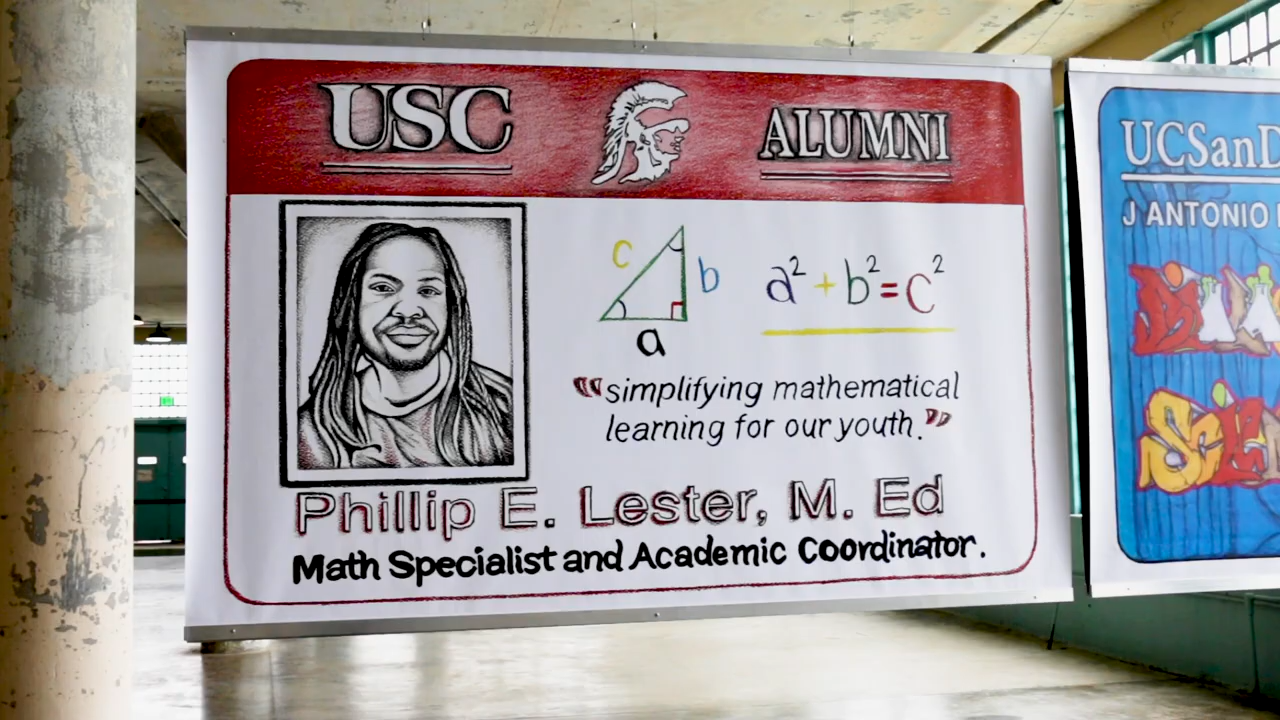 USC ALUMNI
c
b
a
a² + b² = c²
"simplifying mathematical
learning for our youth."
Phillip E. Lester, M. Ed
Math Specialist and Academic Coordinator.
UCSanD
J ANTONIO